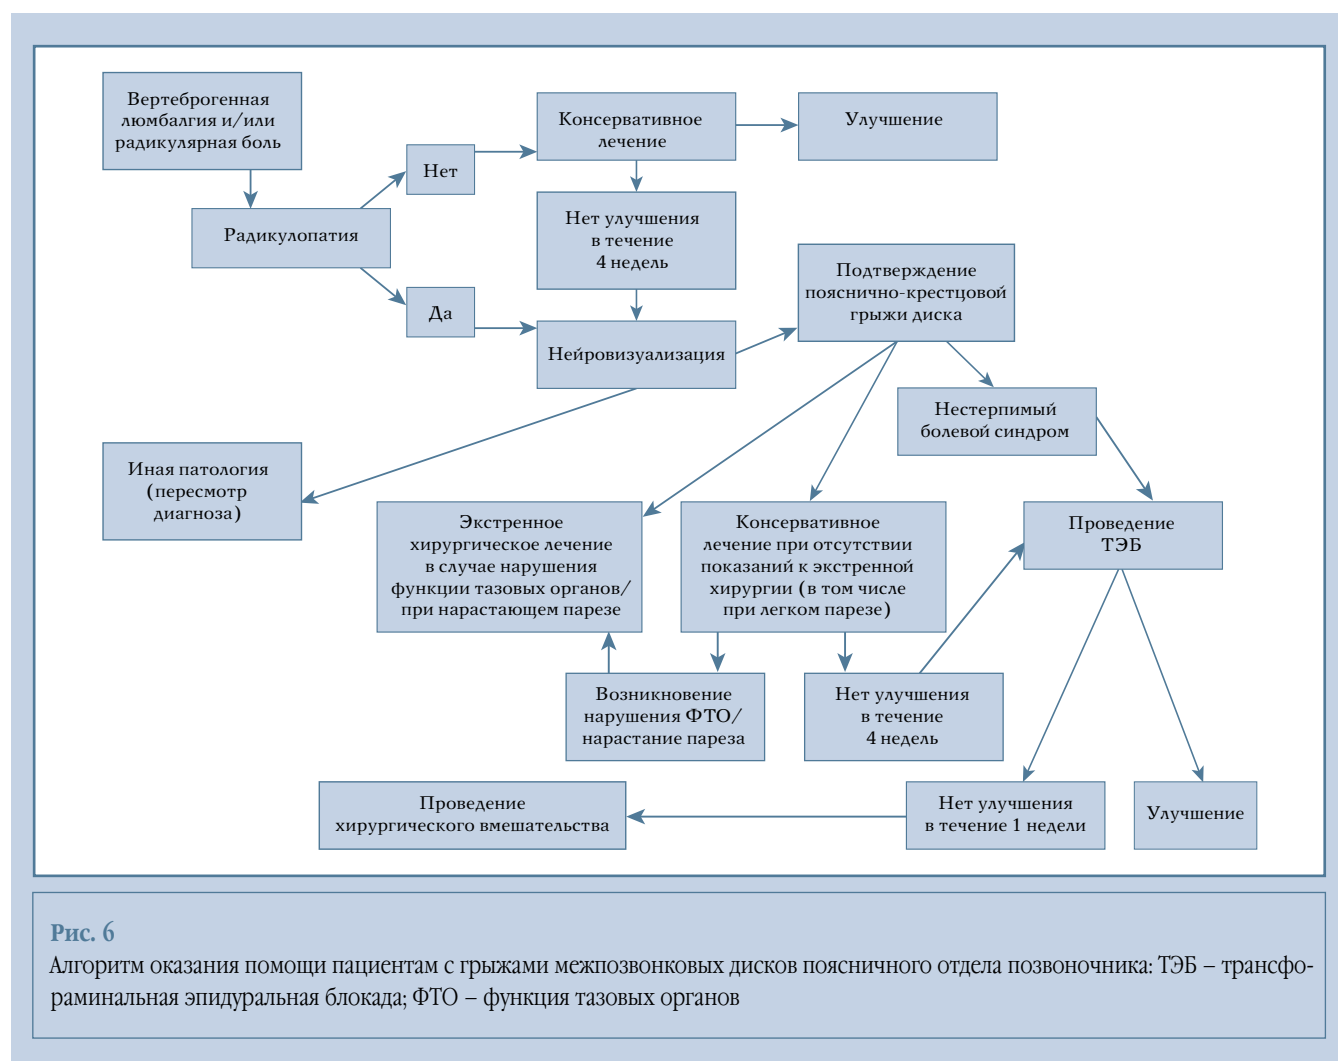 Вертеброгенная
люмбалгия и/или
радикулярная боль
Радикулопатия
Нет
Да
Консервативное
лечение
Улучшение
Нет улучшения
в течение
4 недель
Нейровизуализация
Подтверждение
пояснично-крестцовой
грыжи диска
Нестерпимый
болевой синдром
Иная патология
(пересмотр
диагноза)
Экстренное
хирургическое лечение
в случае нарушения
функции тазовых органов/
при нарастающем парезе
Консервативное
лечение при отсутствии
показаний к экстренной
хирургии (в том числе
при легком парезе)
Проведение
ТЭБ
Возникновение
нарушения ФТО/
нарастание пареза
Нет улучшения
в течение
4 недель
Проведение
хирургического вмешательства
Нет улучшения
в течение 1 недели
Улучшение
Рис. 6
Алгоритм оказания помощи пациентам с грыжами межпозвонковых дисков поясничного отдела позвоночника: ТЭБ – трансфо-
раминальная эпидуральная блокада; ФТО – функция тазовых органов